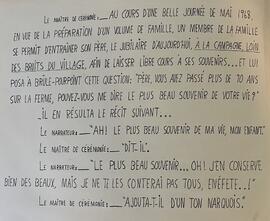 LE MAÎTRE DE CÉRÉMONIE: ___ AU COURS D'UNE BELLE JOURNÉE DE MAI 1968,
EN VUE DE LA PRÉPARATION D'UN VOLUME DE FAMILLE, UN MEMBRE DE LA FAMILLE
SE PERMIT D'ENTRAÎNER SON PÈRE, LE JUBILAIRE D'AUJOURD'HUI, À LA CAMPAGNE, LOIN
DES BRUITS DU VILLAGE, AFIN DE LAISSER LIBRE COURS À SES SOUVENIRS... ET LUI
POSA À BRÛLE-POURPOINT CETTE QUESTION: "PÈRE, VOUS AVEZ PASSÉ PLUS DE 70 ANS
SUR LA FERME, POUVEZ-VOUS ME DIRE LE PLUS BEAU SOUVENIR DE VOTRE VIE?"
... IL EN RÉSULTA LE RÉCIT SUIVANT...
LE NARRATEUR: ___ "AH! LE PLUS BEAU SOUVENIR DE MA VIE, MON ENFANT."
LE MAÎTRE DE CÉRÉMONIE: ___ "DIT-IL".
LE NARRATEUR: ___ "LE PLUS BEAU SOUVENIR... OH! J'EN CONSERVE
BIEN DES BEAUX, MAIS JE NE TE LES CONTERAI PAS TOUS, ENFÈTE...!"
LE MAÎTRE DE CÉRÉMONIE: ___ "AJOUTA-T-IL D'UN TON NARQUOIS."